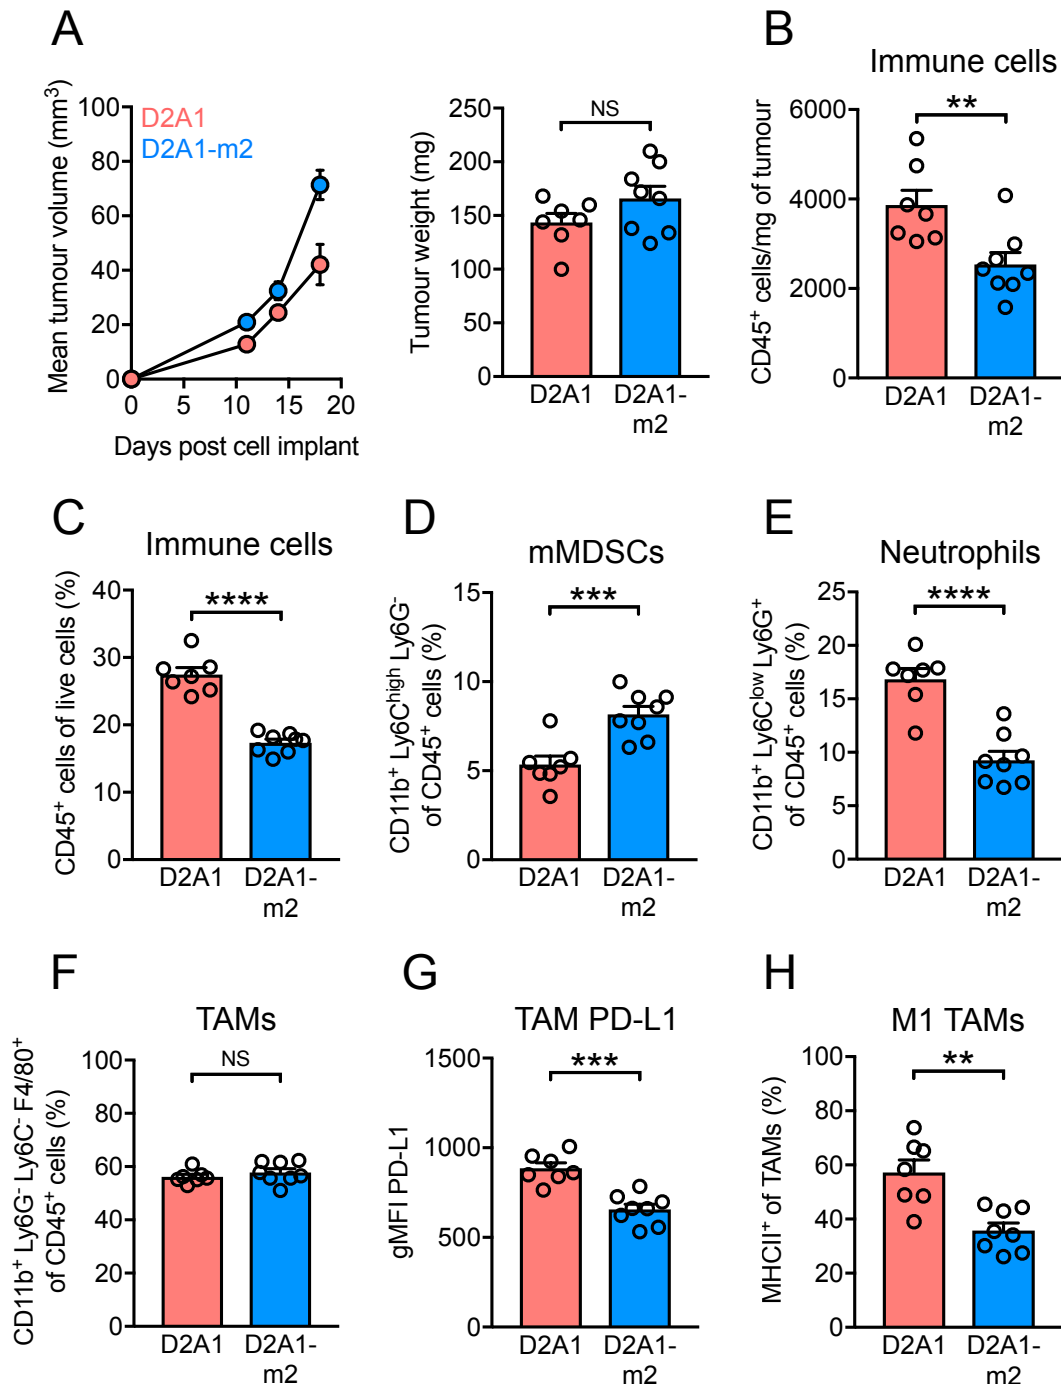 A
Mean tumour volume (mm³)
100
80
60
40
20
0
D2A1
D2A1-m2
0 5 10 15 20
Days post cell implant
Tumour weight (mg)
250
200
150
100
50
0
NS
D2A1 D2A1-
m2
B
Immune cells
CD45⁺ cells/mg of tumour
6000
4000
2000
0
**
D2A1 D2A1-
m2
C
Immune cells
CD45⁺ cells of live cells (%)
40
30
20
10
0
****
D2A1 D2A1-
m2
D
mMDSCs
CD11b⁺ Ly6Cʰⁱᵍʰ Ly6G⁻
of CD45⁺ cells (%)
15
10
5
0
***
D2A1 D2A1-
m2
E
Neutrophils
CD11b⁺ Ly6Cˡᵒʷ Ly6G⁺
of CD45⁺ cells (%)
25
20
15
10
5
0
****
D2A1 D2A1-
m2
F
TAMs
CD11b⁺ Ly6G⁻ Ly6C⁻ F4/80⁺
of CD45⁺ cells (%)
100
80
60
40
20
0
NS
D2A1 D2A1-
m2
G
TAM PD-L1
gMFI PD-L1
1500
1000
500
0
***
D2A1 D2A1-
m2
H
M1 TAMs
MHCII⁺ of TAMs (%)
100
80
60
40
20
0
**
D2A1 D2A1-
m2